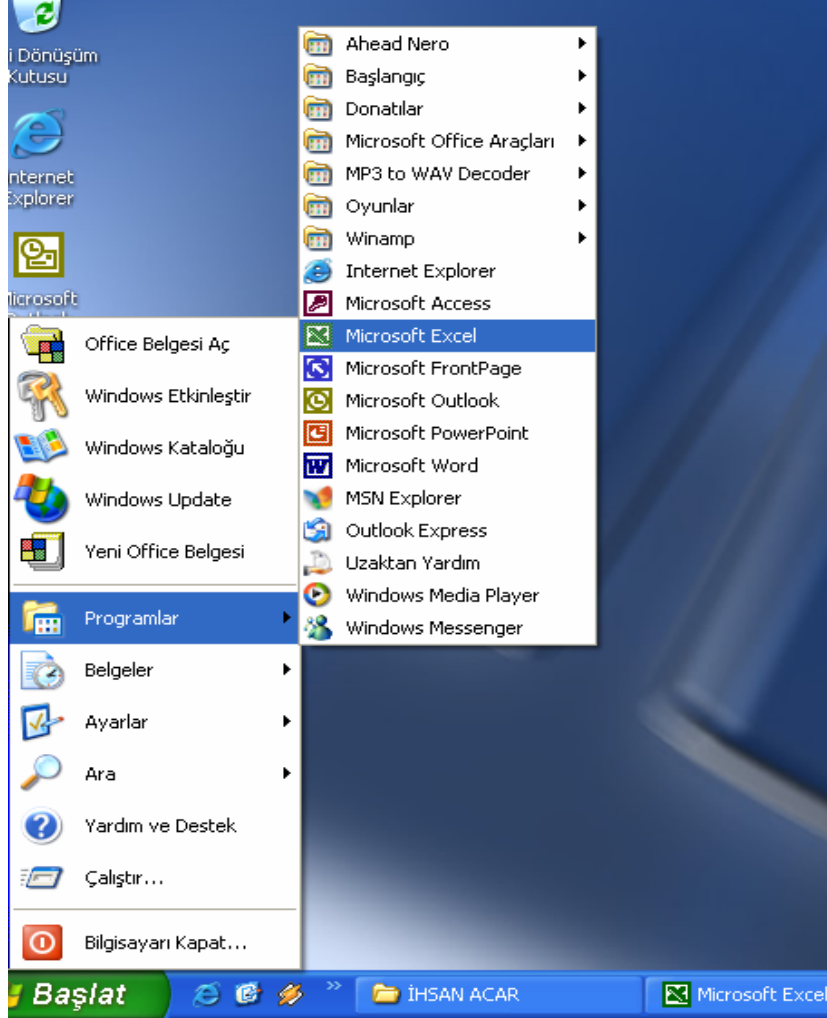 i Dönüşüm
Kutusu
nternet
Explorer
Microsoft
Ahead Nero
Başlangıç
Donatılar
Microsoft Office Araçları
MP3 to WAV Decoder
Oyunlar
Winamp
Internet Explorer
Microsoft Access
Microsoft Excel
Microsoft FrontPage
Microsoft Outlook
Microsoft PowerPoint
Microsoft Word
MSN Explorer
Outlook Express
Uzaktan Yardım
Windows Media Player
Windows Messenger
Office Belgesi Aç
Windows Etkinleştir
Windows Kataloğu
Windows Update
Yeni Office Belgesi
Programlar
Belgeler
Ayarlar
Ara
Yardım ve Destek
Çalıştır...
Bilgisayarı Kapat...
Başlat
»
İHSAN ACAR
Microsoft Excel